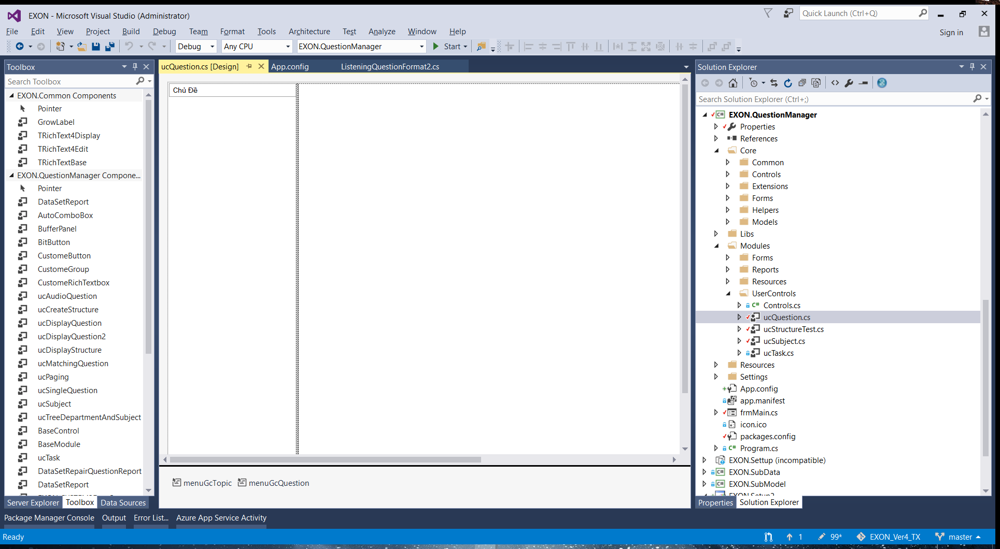 EXON - Microsoft Visual Studio (Administrator)
Quick Launch (Ctrl+Q)
File Edit View Project Build Debug Team Format Tools Test Architecture Analyze Window Help
Sign in
Debug Any CPU EXON.QuestionManager Start
Toolbox
Search Toolbox
EXON.Common Components
Pointer
GrowLabel
TRichText4Display
TRichText4Edit
TRichTextBase
EXON.QuestionManager Compone...
Pointer
DataSetReport
AutoComboBox
BufferPanel
BitButton
CustomeButton
CustomeGroup
CustomeRichTextbox
ucAudioQuestion
ucCreateStructure
ucDisplayQuestion
ucDisplayQuestion2
ucDisplayStructure
ucMatchingQuestion
ucPaging
ucSingleQuestion
ucSubject
ucTreeDepartmentAndSubject
BaseControl
BaseModule
ucTask
DataSetRepairQuestionReport
DataSetReport
Server Explorer Toolbox Data Sources
ucQuestion.cs [Design] App.config ListeningQuestionFormat2.cs
Chủ Đề
menuGcTopic menuGcQuestion
Solution Explorer
Search Solution Explorer (Ctrl+;)
EXON.QuestionManager
Properties
References
Core
Common
Controls
Extensions
Forms
Helpers
Models
Libs
Modules
Forms
Reports
Resources
UserControls
Controls.cs
ucQuestion.cs
ucStructureTest.cs
ucSubject.cs
ucTask.cs
Resources
Settings
App.config
app.manifest
frmMain.cs
icon.ico
packages.config
Program.cs
EXON.Settup (incompatible)
EXON.SubData
EXON.SubModel
Properties Solution Explorer
Package Manager Console Output Error List... Azure App Service Activity
Ready
1 99* EXON_Ver4_TX master